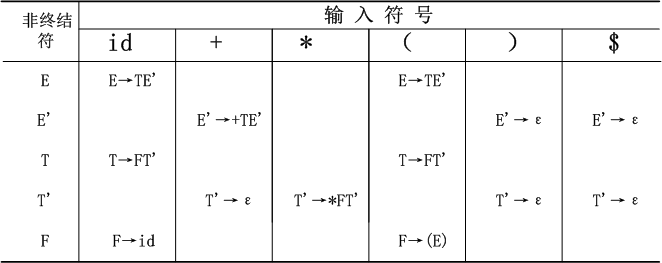 非终结符 输 入 符 号
id + * ( ) $
E E→TE' E→TE'
E' E'→+TE' E'→ε E'→ε
T T→FT' T→FT'
T' T'→ε T'→*FT' T'→ε T'→ε
F F→id F→(E)